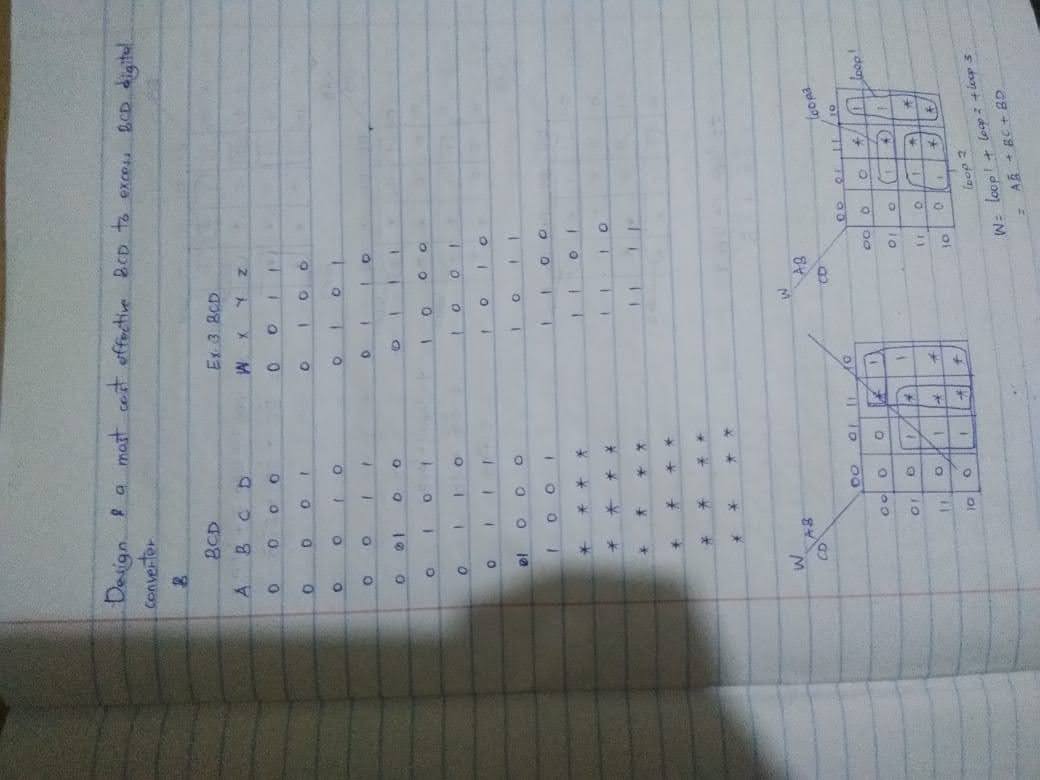 Design & a most cost effective BCD to excess BCD digital
converter
BCD Ex.3 BCD
A B C D W X Y Z
0 0 0 0 0 0 1 1
0 0 0 1 0 1 0 0
0 0 1 0 0 1 0 1
0 0 1 1 0 1 1 0
0 1 0 0 0 1 1 1
0 1 0 1 1 0 0 0
0 1 1 0 1 0 0 1
0 1 1 1 1 0 1 0
1 0 0 0 1 0 1 1
1 0 0 1 1 1 0 0
* * * * 1 1 0 1
* * * * 1 1 1 0
* * * * 1 1 1 1
* * * *
* * * *
* * * *
W AB
CD
00 01 11 10
00 0 0 * 1
01 0 1 * 1
11 0 1 * *
10 0 1 * *
W AB
CD
loop3
00 01 11 10
00 0 0 * 1 loop1
01 0 1 * 1
11 0 1 * *
10 0 1 * *
loop 2
W = loop1 + loop 2 + loop 3
= AB̅ + BC + BD